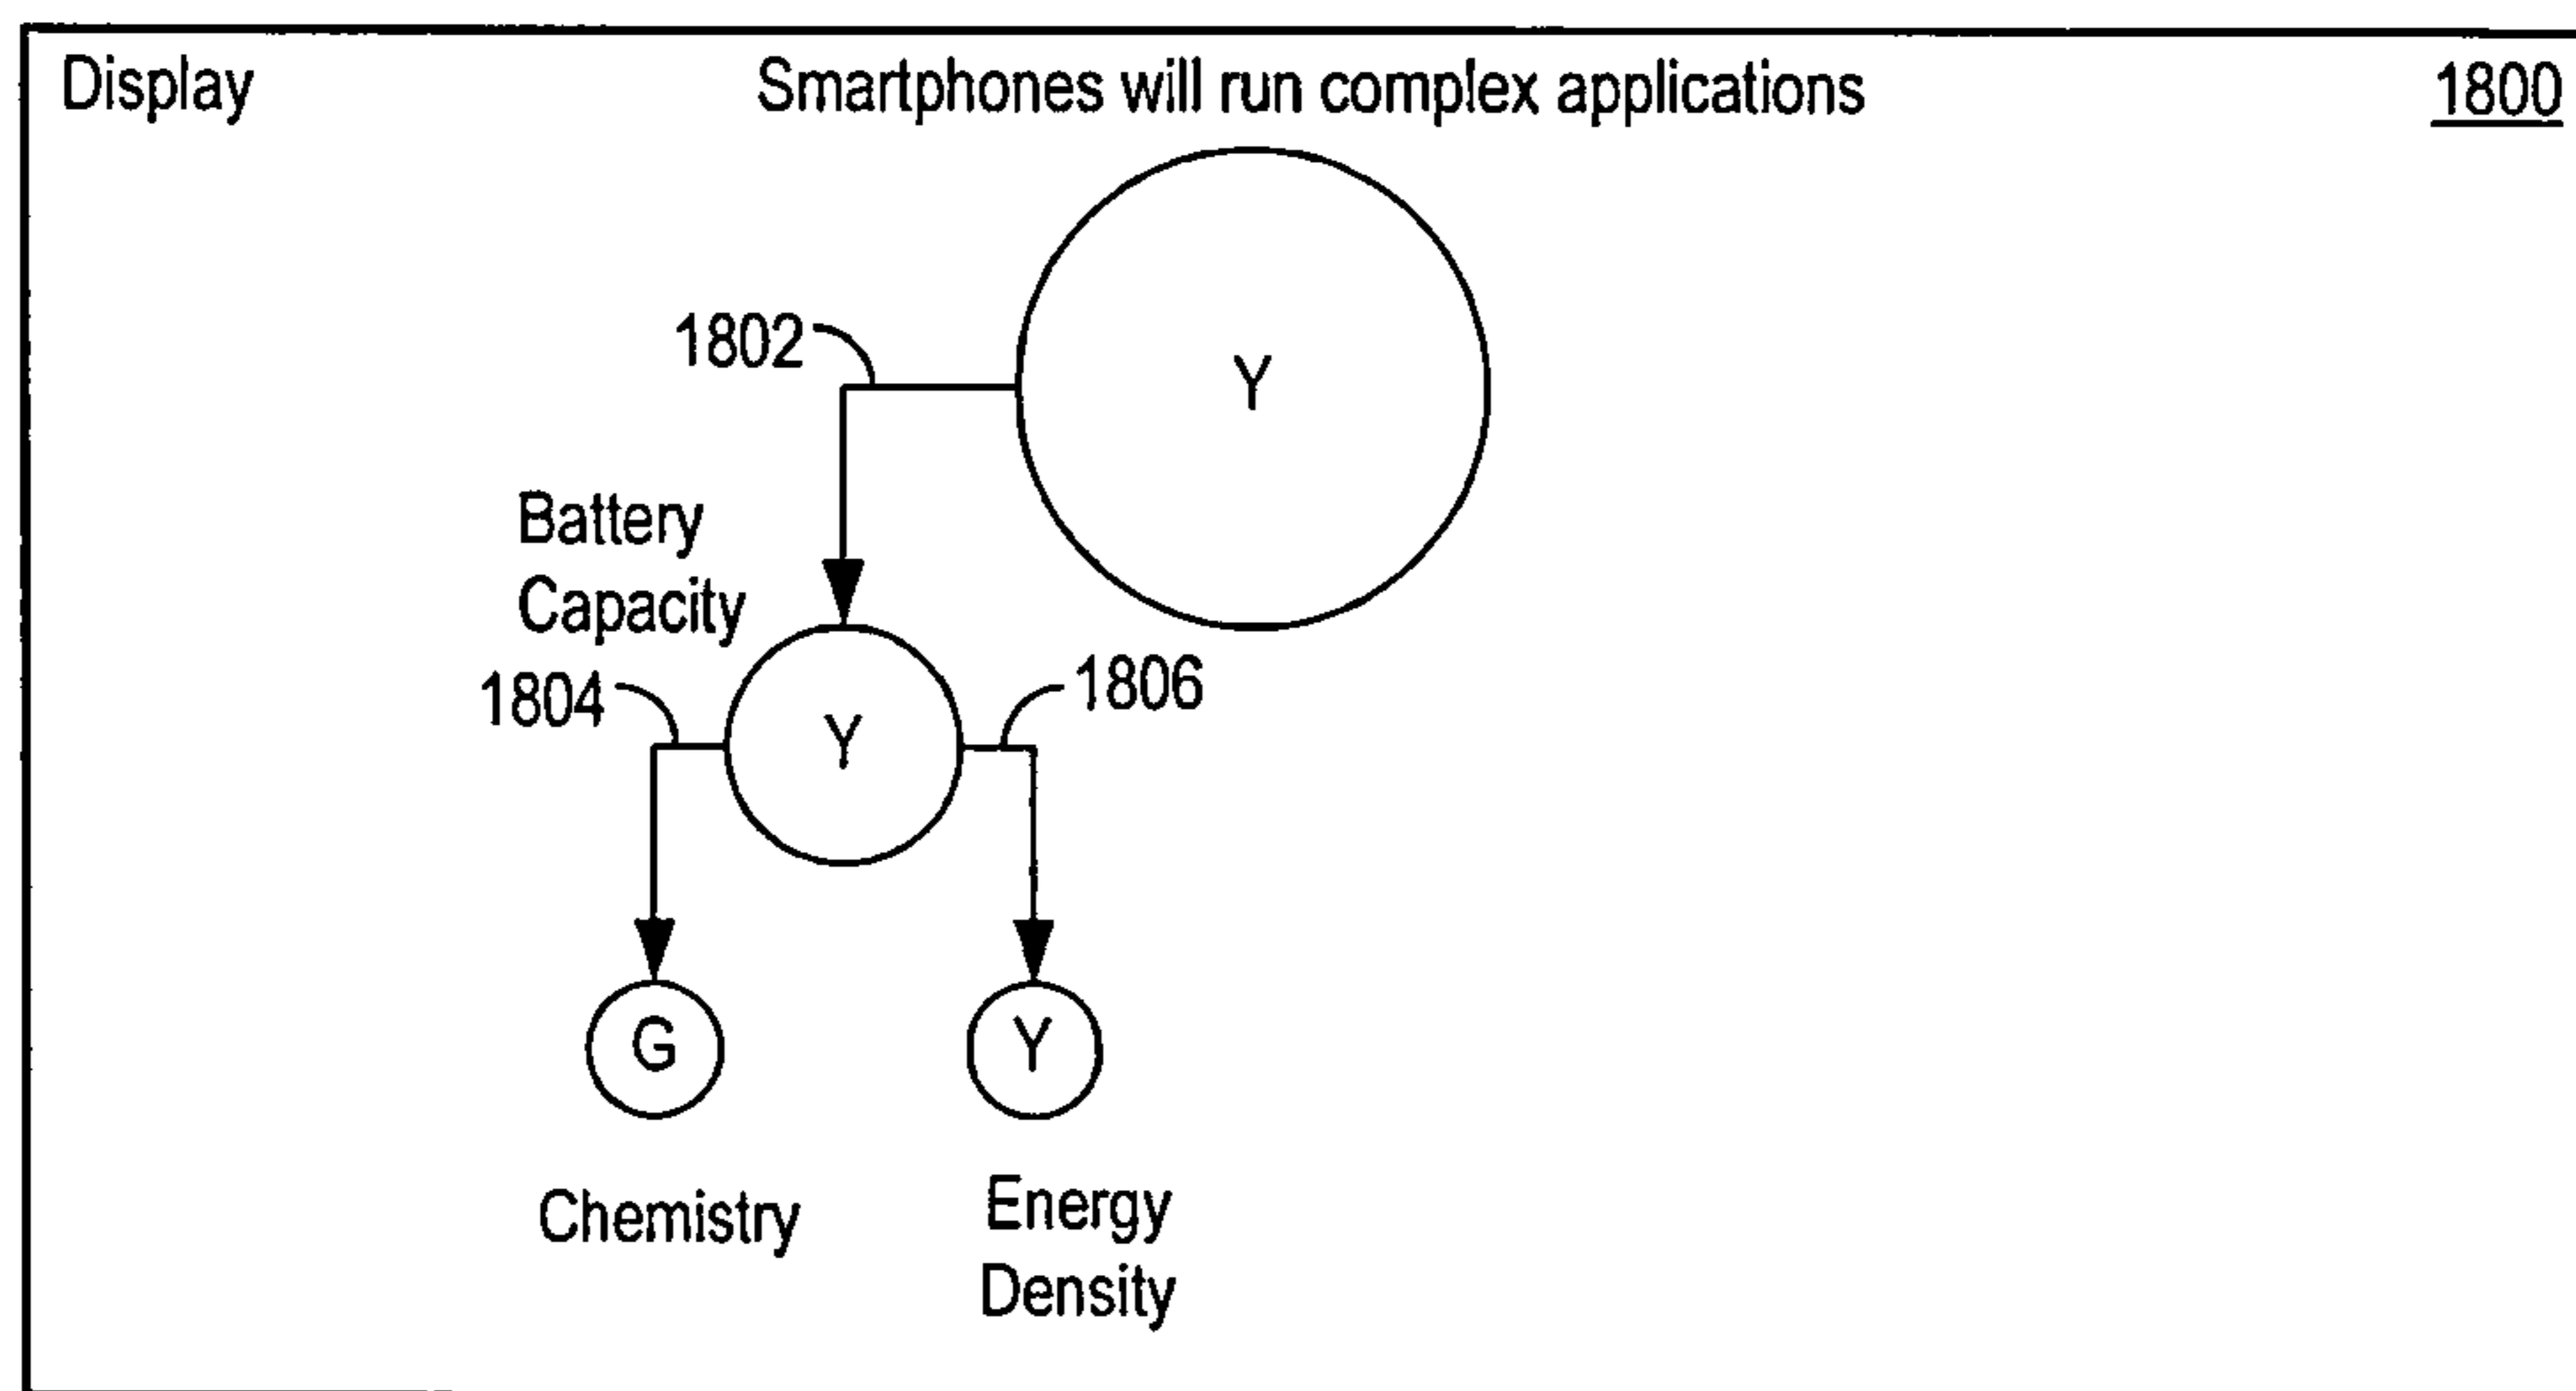 Display
Smartphones will run complex applications
1800
1802
Y
Battery
Capacity
1804
Y
1806
G
Y
Chemistry
Energy
Density